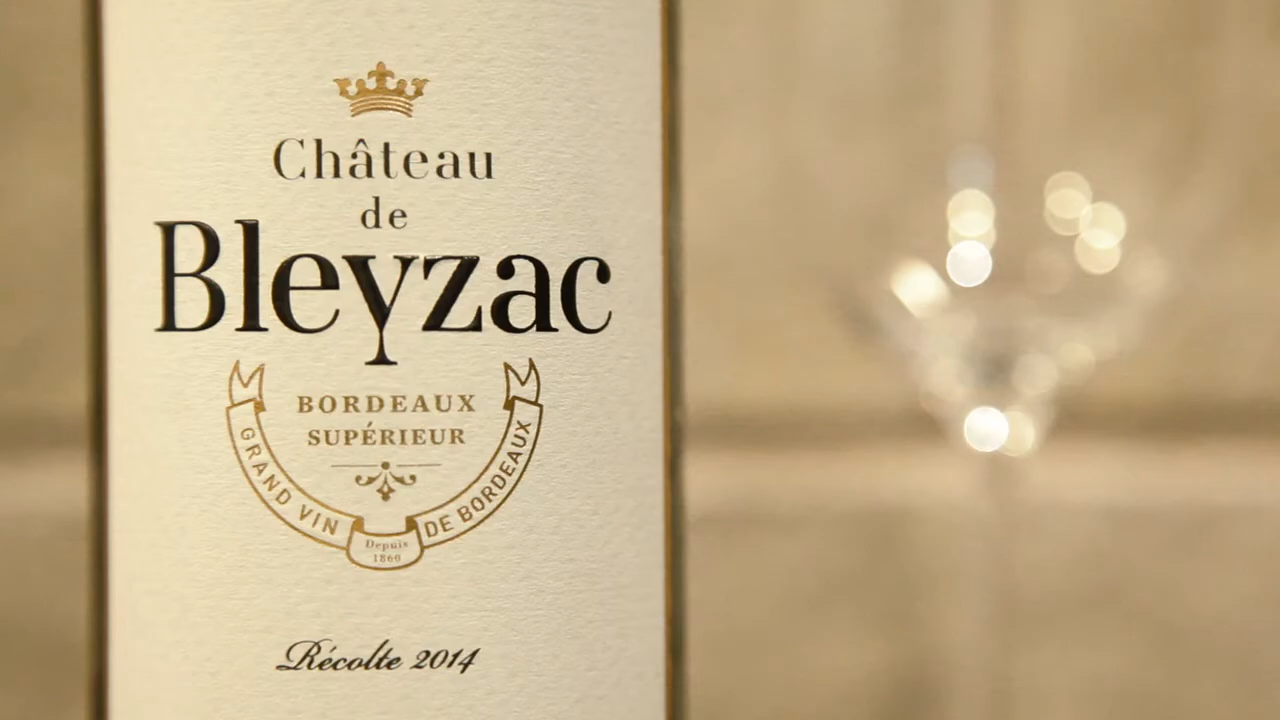 Château
de
Bleyzac
BORDEAUX
SUPÉRIEUR
GRAND VIN DE BORDEAUX
Depuis
1860
Récolte 2014